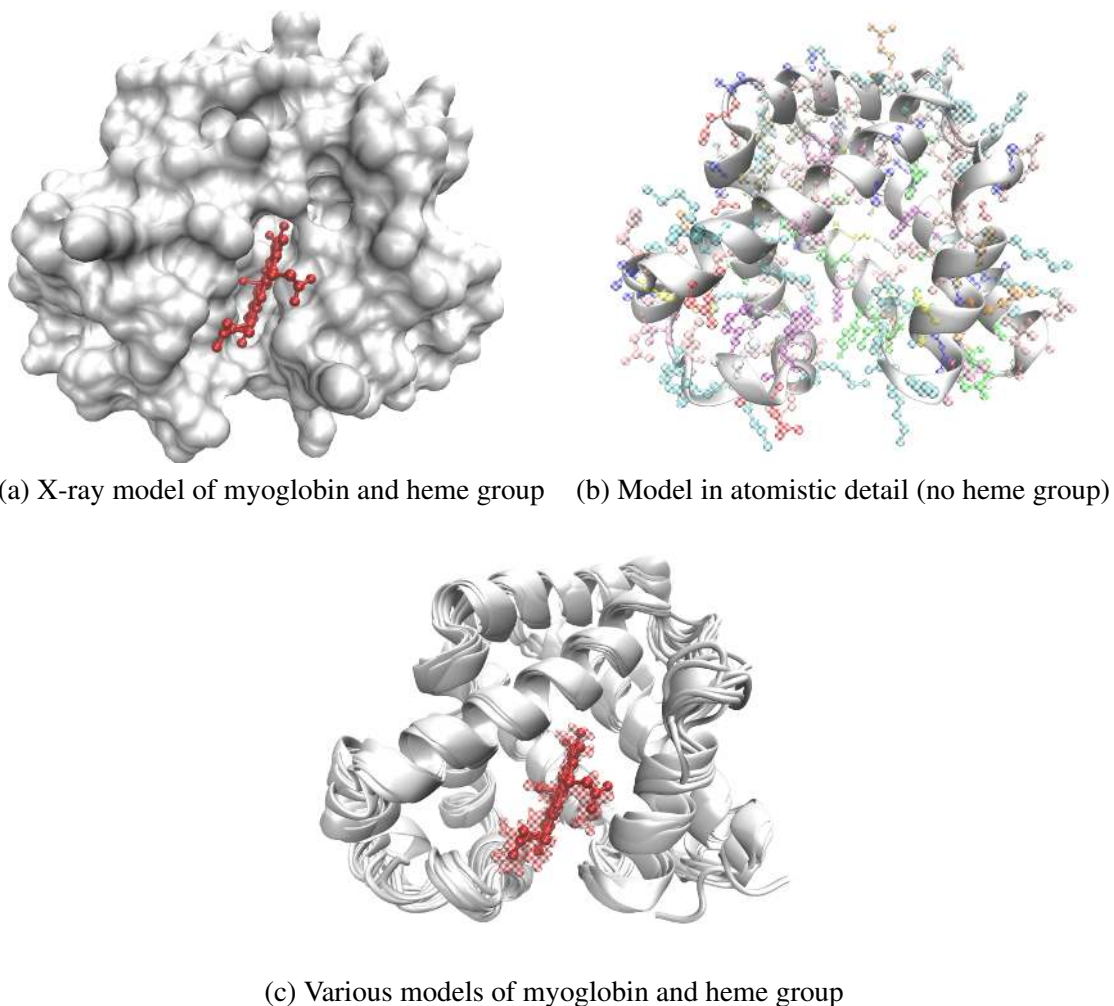 (a) X-ray model of myoglobin and heme group
(b) Model in atomistic detail (no heme group)
(c) Various models of myoglobin and heme group